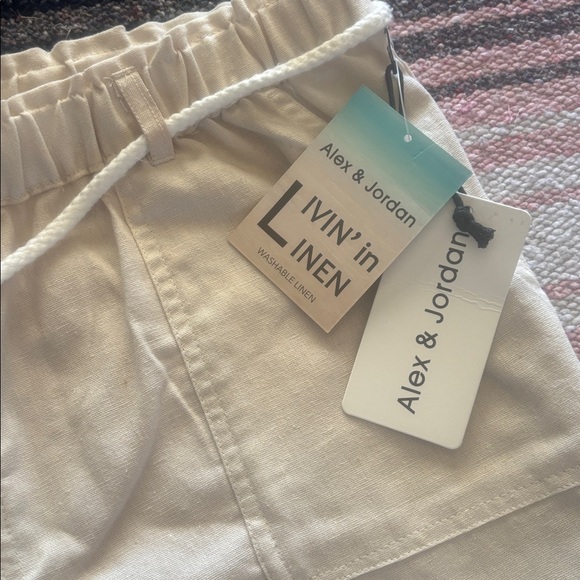 Alex & Jordan
LIVIN' in
LINEN
WASHABLE LINEN
Alex & Jordan